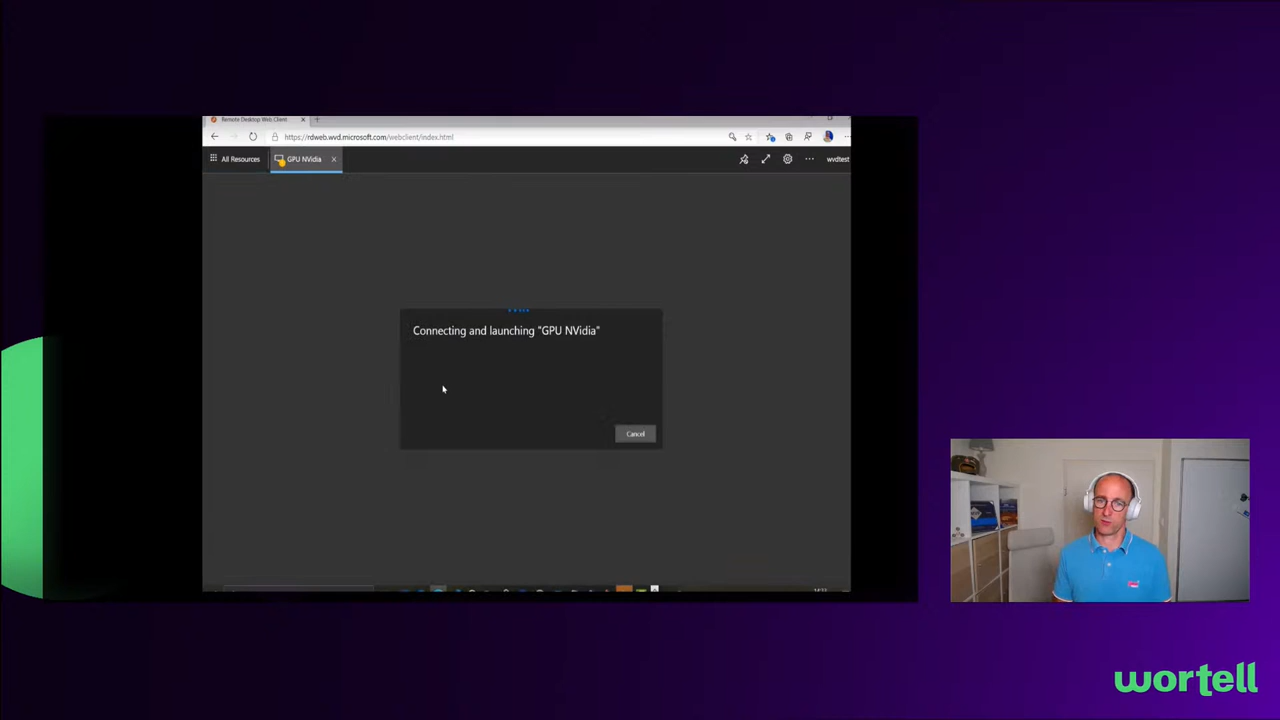 Remote Desktop Web Client
https://rdweb.wvd.microsoft.com/webclient/index.html
All Resources
GPU NVidia
wvdtest
Connecting and launching "GPU NVidia"
Cancel
wortell